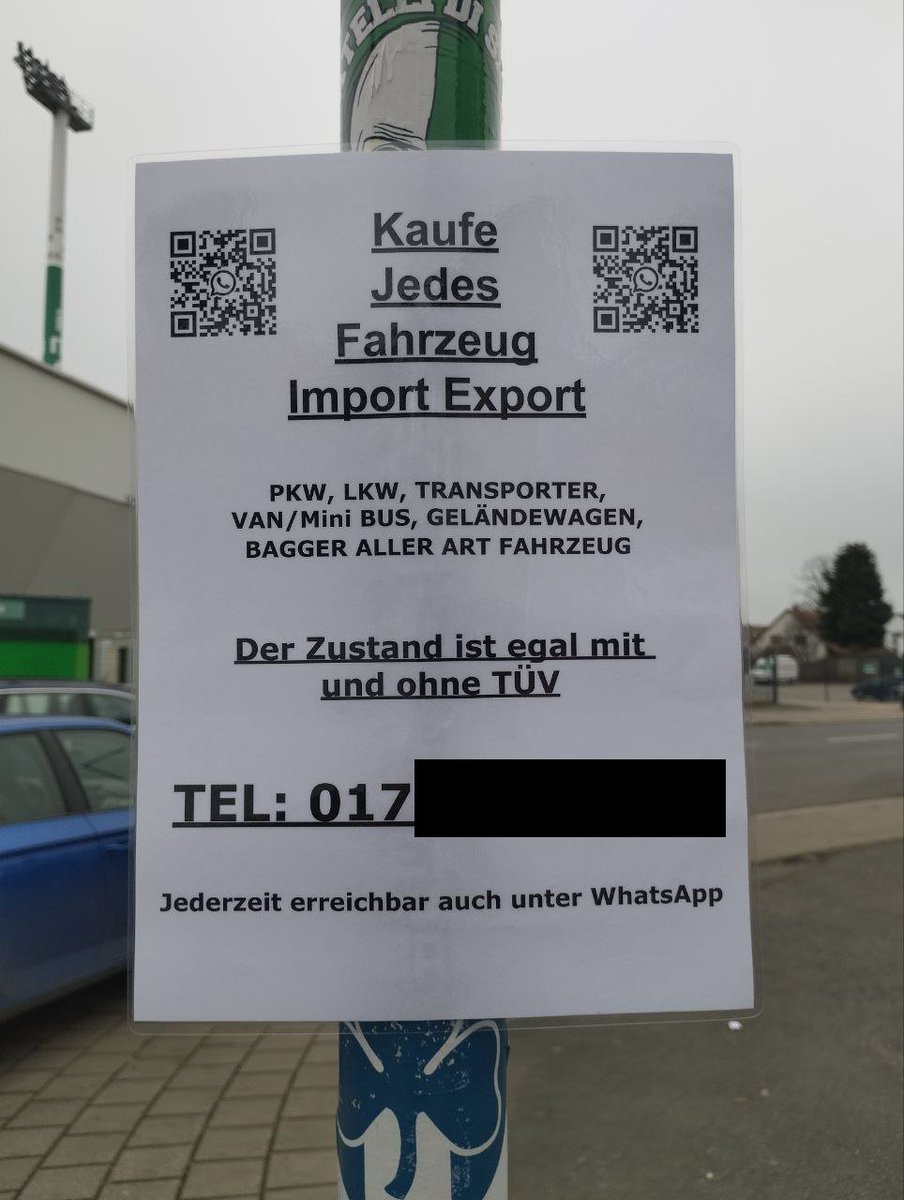 Kaufe
Jedes
Fahrzeug
Import Export
PKW, LKW, TRANSPORTER,
VAN/Mini BUS, GELÄNDEWAGEN,
BAGGER ALLER ART FAHRZEUG
Der Zustand ist egal mit
und ohne TÜV
TEL: 017
Jederzeit erreichbar auch unter WhatsApp